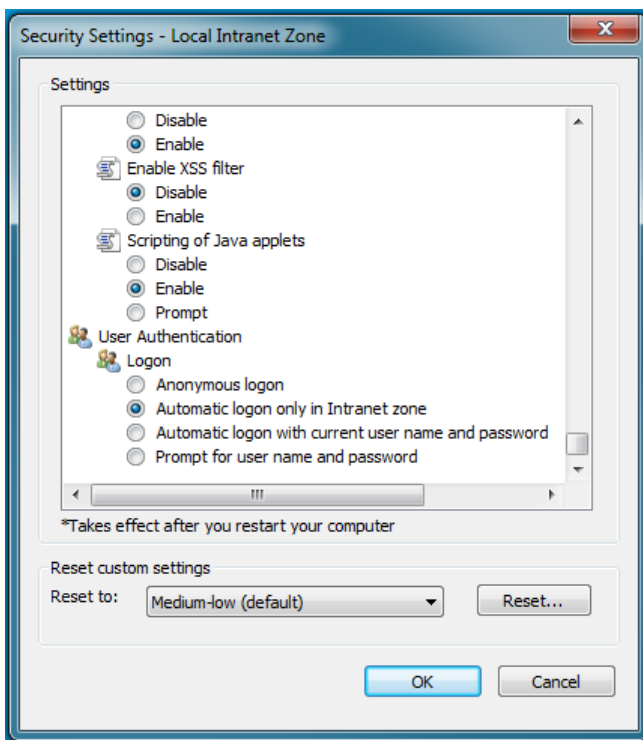 Security Settings - Local Intranet Zone
Settings
Disable
Enable
Enable XSS filter
Disable
Enable
Scripting of Java applets
Disable
Enable
Prompt
User Authentication
Logon
Anonymous logon
Automatic logon only in Intranet zone
Automatic logon with current user name and password
Prompt for user name and password
*Takes effect after you restart your computer
Reset custom settings
Reset to: Medium-low (default) Reset...
OK Cancel